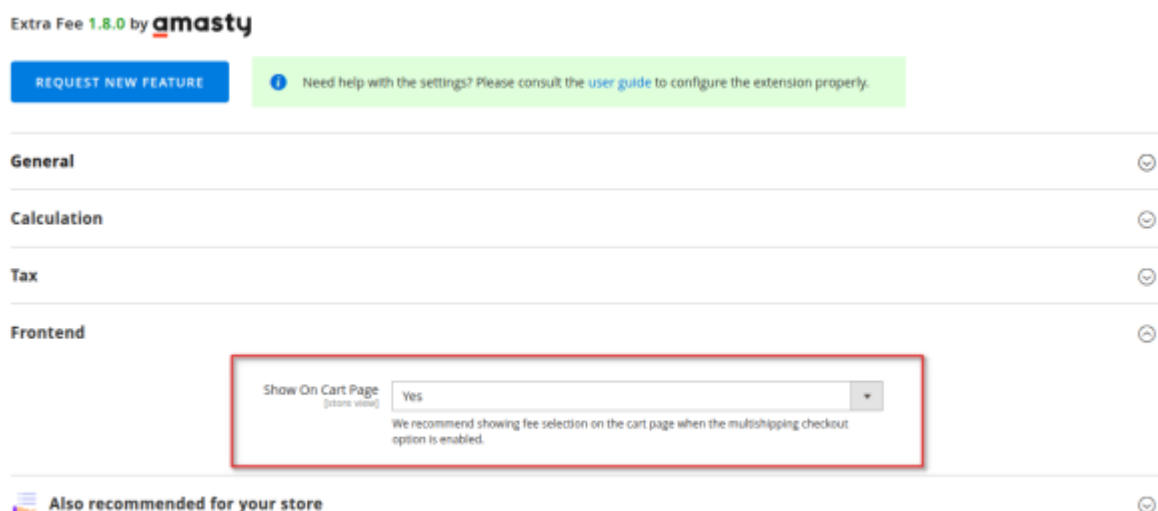 Extra Fee 1.8.0 by amasty
REQUEST NEW FEATURE
Need help with the settings? Please consult the user guide to configure the extension properly.
General
Calculation
Tax
Frontend
Show On Cart Page
[store view]
Yes
We recommend showing fee selection on the cart page when the multishipping checkout
option is enabled.
Also recommended for your store